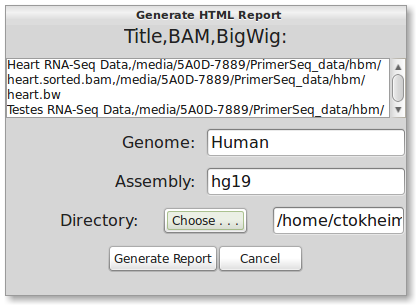 Generate HTML Report
Title,BAM,BigWig:
Heart RNA-Seq Data,/media/5A0D-7889/PrimerSeq_data/hbm/
heart.sorted.bam,/media/5A0D-7889/PrimerSeq_data/hbm/
heart.bw
Testes RNA-Seq Data,/media/5A0D-7889/PrimerSeq_data/hbm/
Genome: Human
Assembly: hg19
Directory: Choose . . . /home/ctokheim
Generate Report Cancel